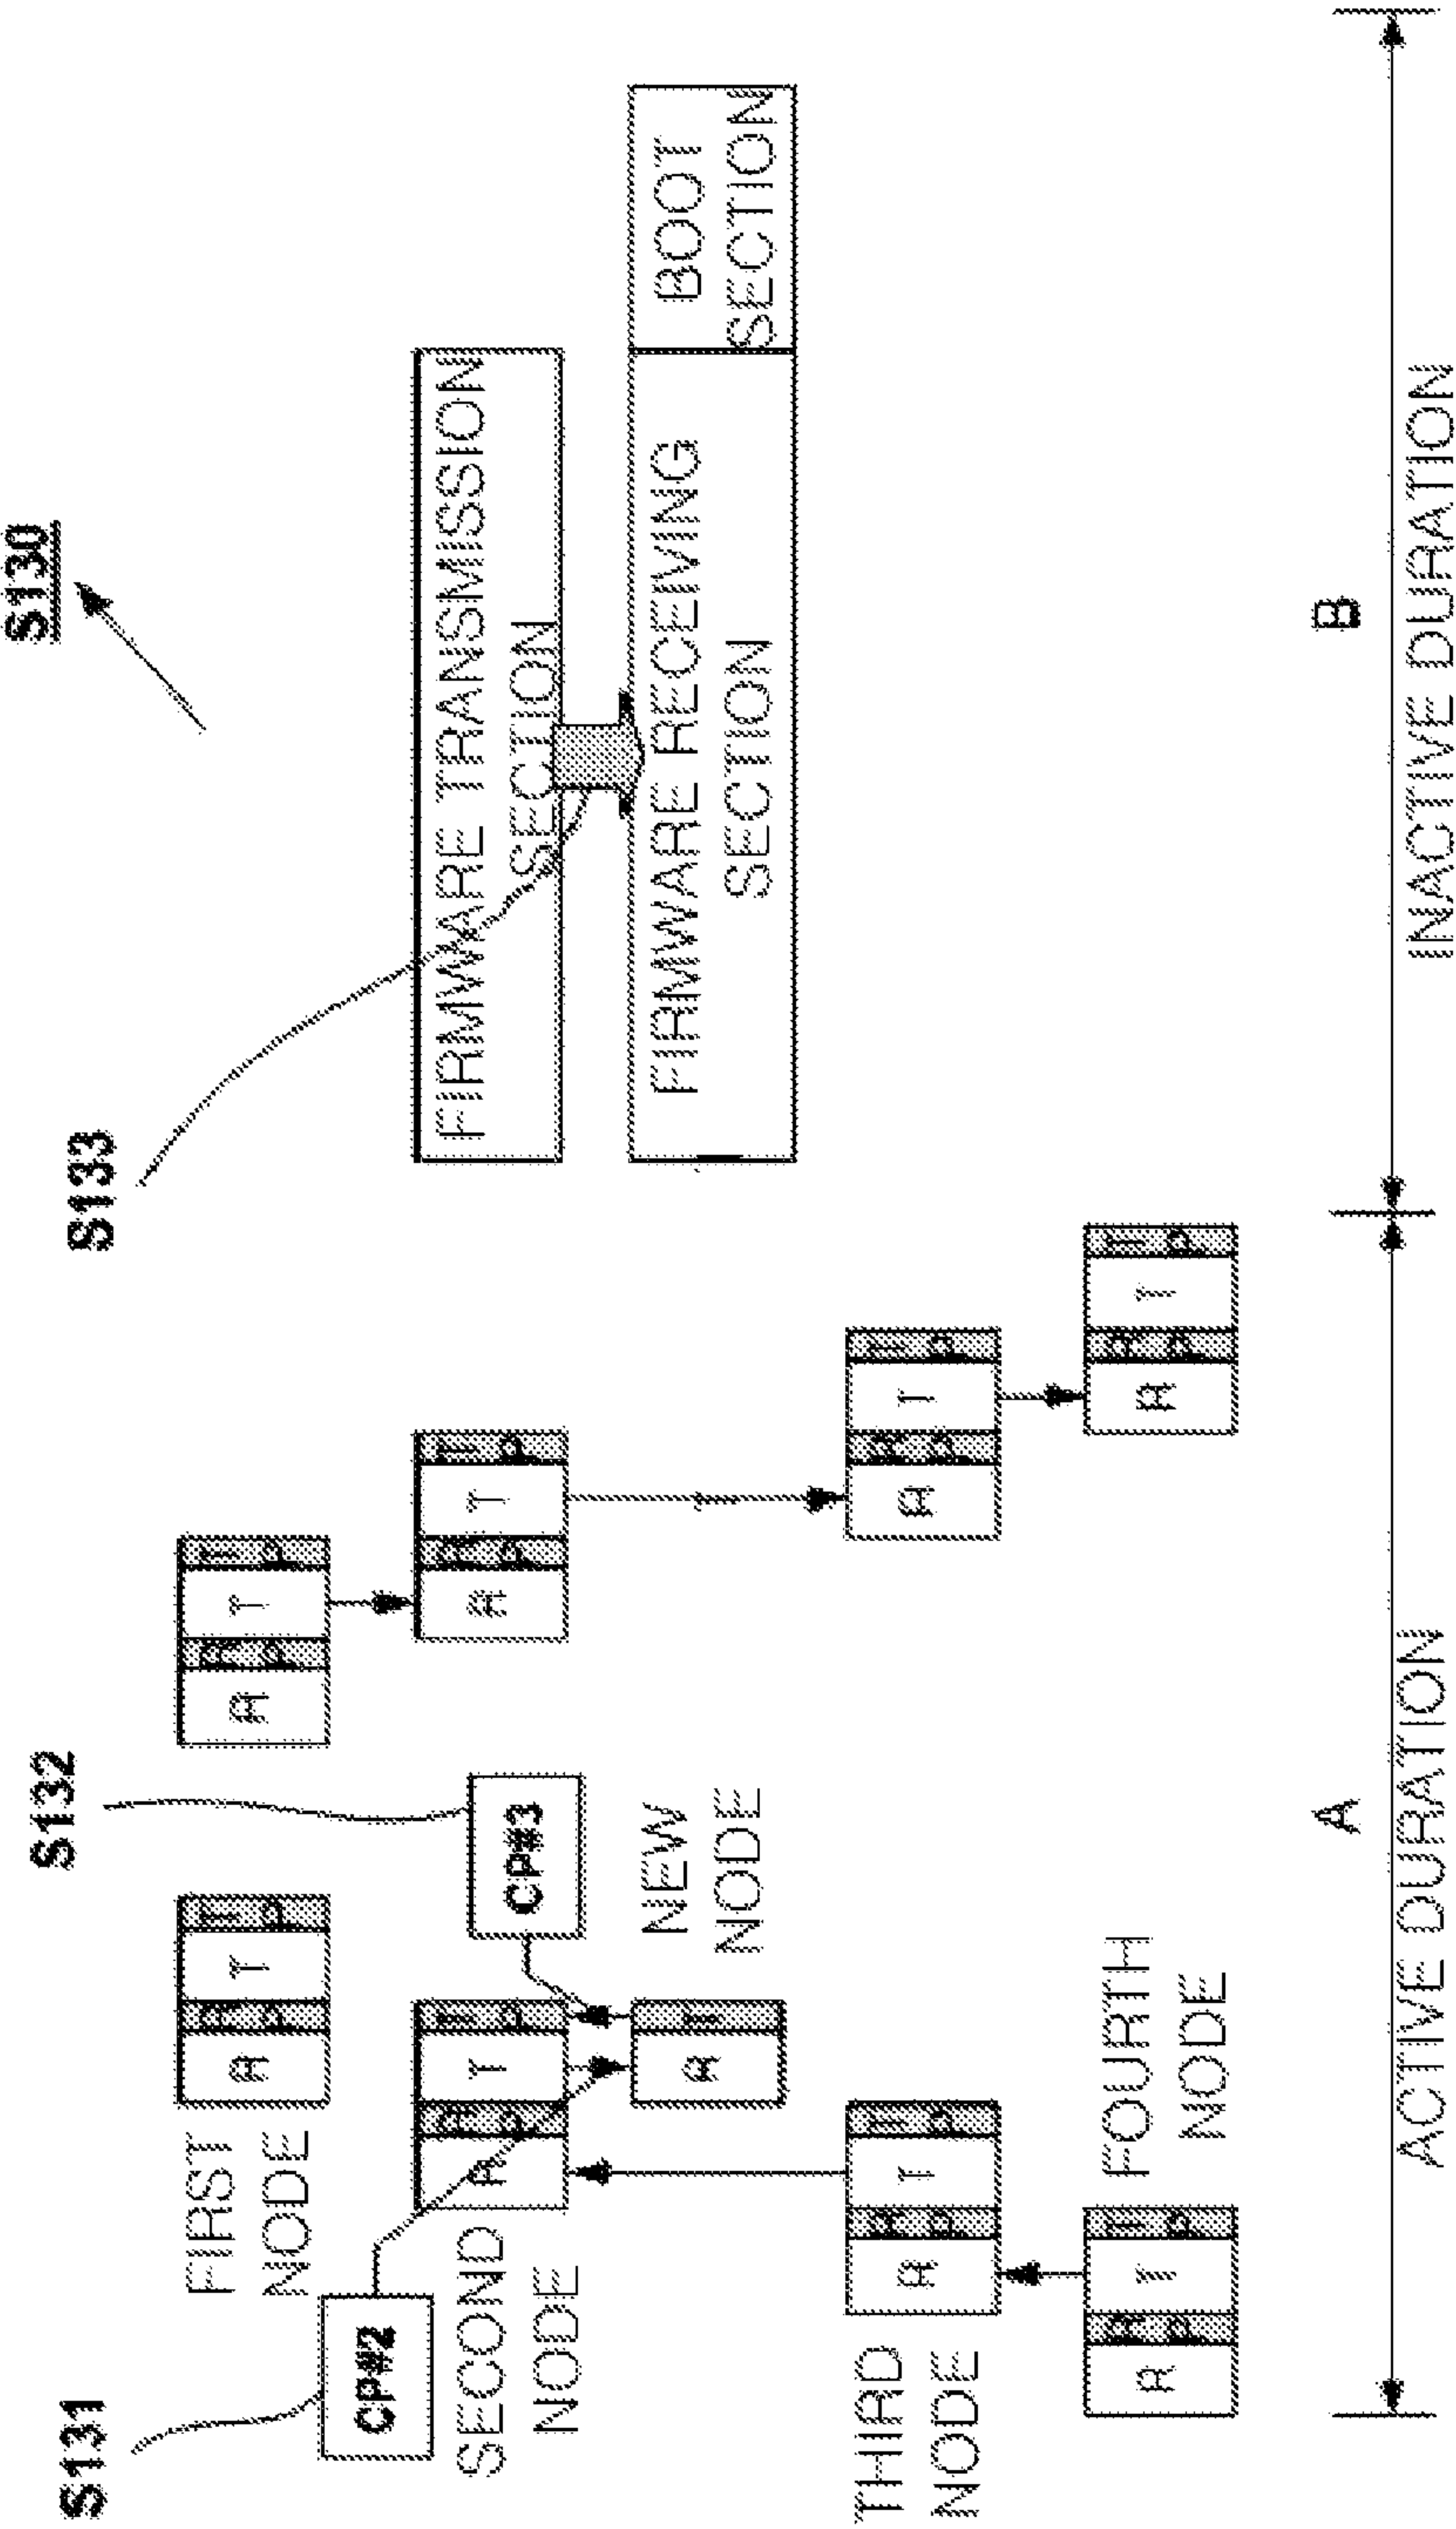 S130
S131
S132
S133
CP#2
CP#3
FIRST
NODE
R
R
P
T
T
P
R
R
P
T
T
P
SECOND
NODE
R
R
P
T
T
P
R
R
P
T
T
P
FIRMWARE TRANSMISSION
SECTION
NEW
NODE
R
T
FIRMWARE RECEIVING
SECTION
BOOT
SECTION
THIRD
NODE
R
R
P
T
T
P
R
R
P
T
T
P
FOURTH
NODE
R
R
P
T
T
P
R
R
P
T
T
P
A
B
ACTIVE DURATION
INACTIVE DURATION